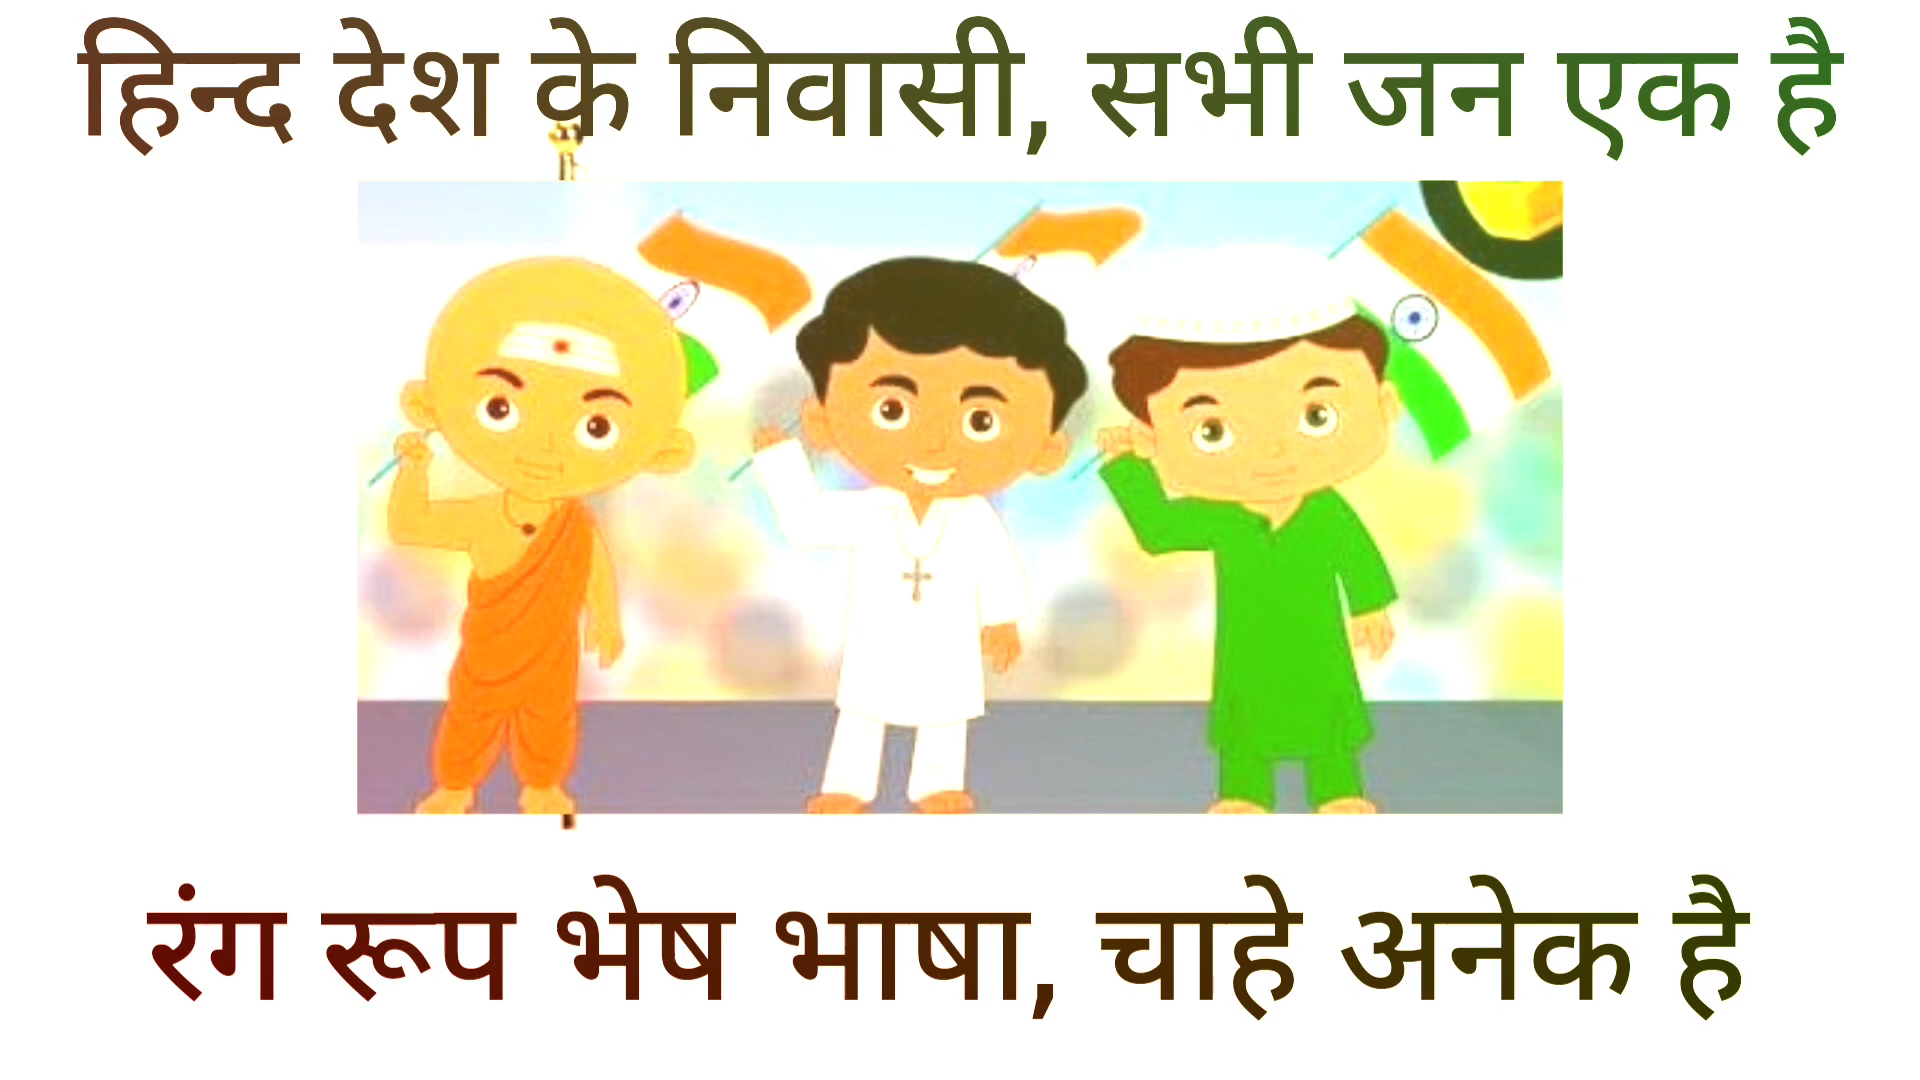 हिन्द देश के निवासी, सभी जन एक है
रंग रूप भेष भाषा, चाहे अनेक है